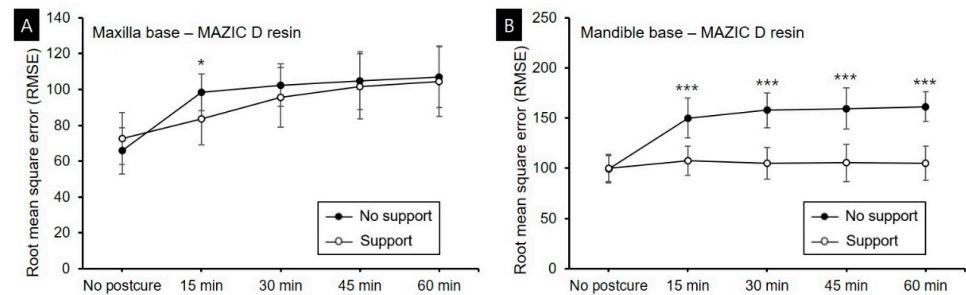 A
Maxilla base – MAZIC D resin
Root mean square error (RMSE)
140
120
100
80
60
40
20
0
*
No support
Support
No postcure 15 min 30 min 45 min 60 min
B
Mandible base – MAZIC D resin
Root mean square error (RMSE)
250
200
150
100
50
0
*** *** *** ***
No support
Support
No postcure 15 min 30 min 45 min 60 min